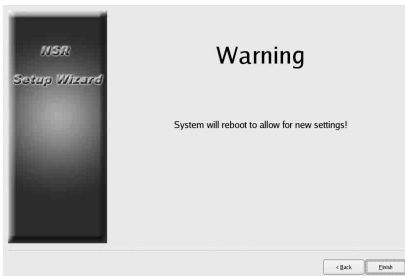 NSR
Setup Wizard
Warning
System will reboot to allow for new settings!
< Back
Finish